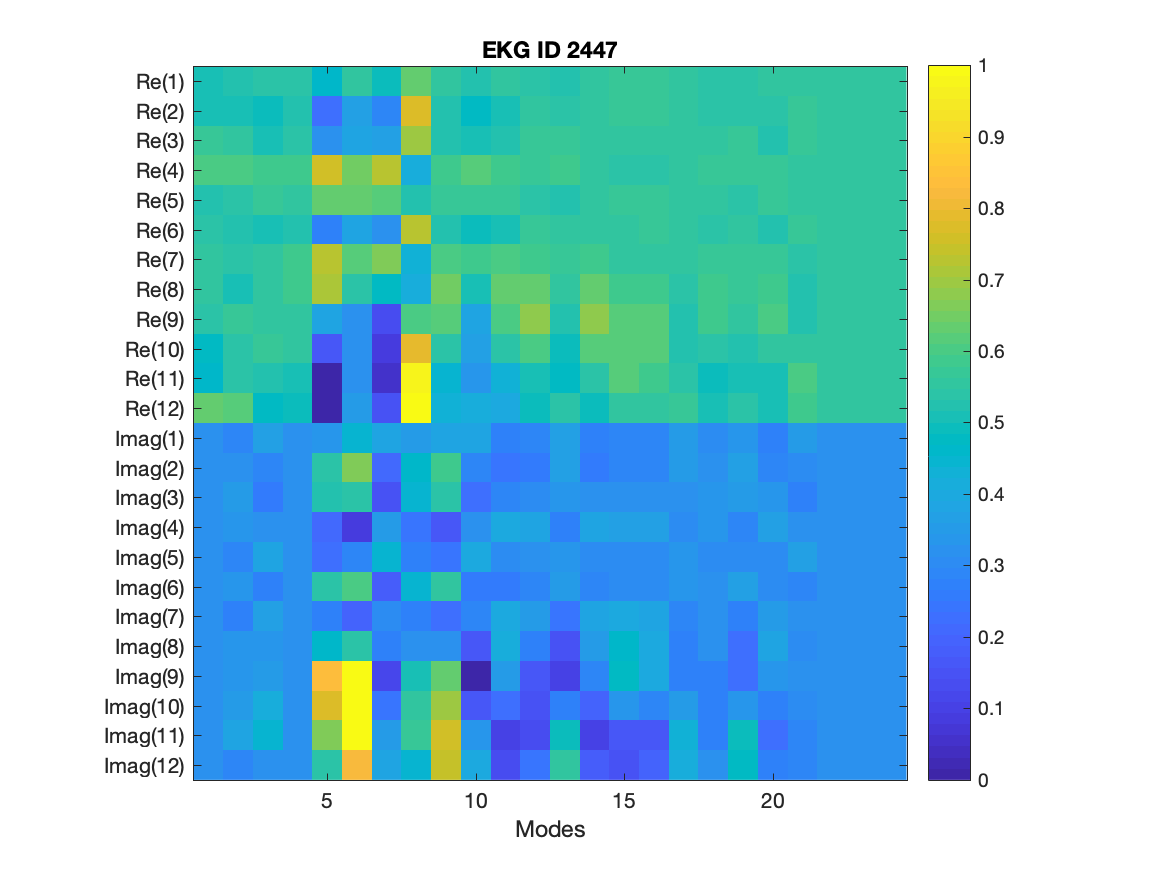 EKG ID 2447
Re(1)
Re(2)
Re(3)
Re(4)
Re(5)
Re(6)
Re(7)
Re(8)
Re(9)
Re(10)
Re(11)
Re(12)
Imag(1)
Imag(2)
Imag(3)
Imag(4)
Imag(5)
Imag(6)
Imag(7)
Imag(8)
Imag(9)
Imag(10)
Imag(11)
Imag(12)
5 10 15 20
Modes
1
0.9
0.8
0.7
0.6
0.5
0.4
0.3
0.2
0.1
0